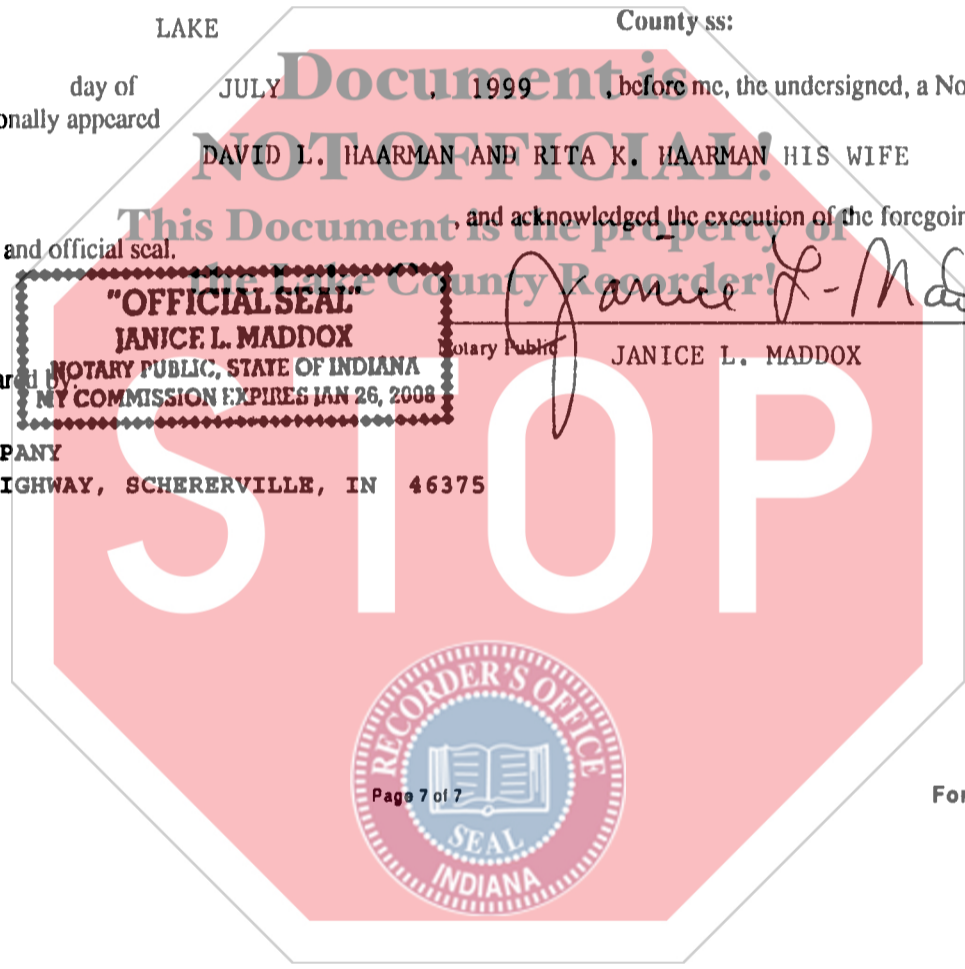 LAKE County ss:
day of JULY , 1999 , before me, the undersigned, a No
onally appeared
DAVID L. HAARMAN AND RITA K. HAARMAN HIS WIFE
, and acknowledged the execution of the foregoin
and official seal.
Document is
NOT OFFICIAL!
This Document is the property of
the Lake County Recorder!
"OFFICIAL SEAL"
JANICE L. MADDOX
NOTARY PUBLIC, STATE OF INDIANA
MY COMMISSION EXPIRES JAN 26, 2008
Janice L. Mad
Notary Public JANICE L. MADDOX
ared by:
PANY
IGHWAY, SCHERERVILLE, IN 46375
STOP
RECORDER'S OFFICE
SEAL
INDIANA
Page 7 of 7
For